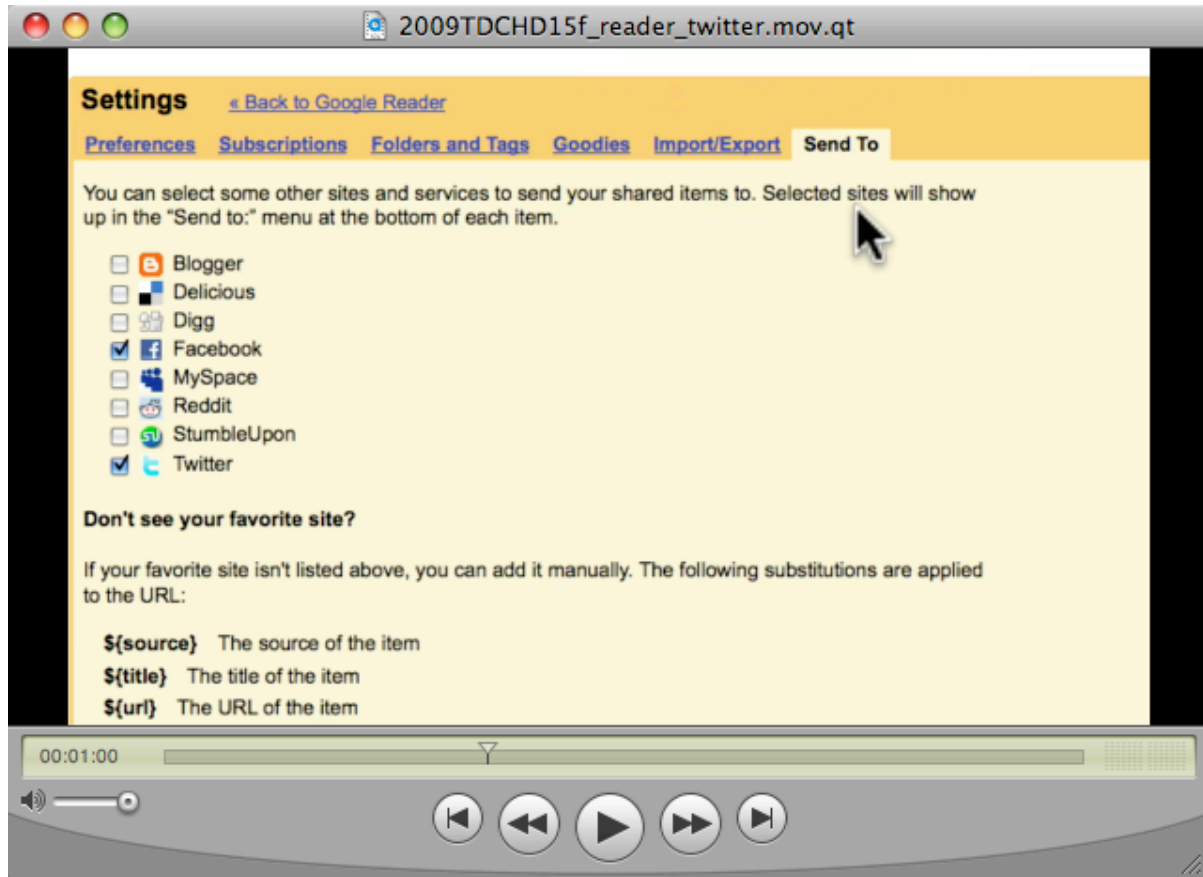 2009TDCHD15f_reader_twitter.mov.qt
Settings « Back to Google Reader
Preferences Subscriptions Folders and Tags Goodies Import/Export Send To
You can select some other sites and services to send your shared items to. Selected sites will show
up in the “Send to:” menu at the bottom of each item.
Blogger
Delicious
Digg
Facebook
MySpace
Reddit
StumbleUpon
Twitter
Don't see your favorite site?
If your favorite site isn't listed above, you can add it manually. The following substitutions are applied
to the URL:
${source} The source of the item
${title} The title of the item
${url} The URL of the item
00:01:00